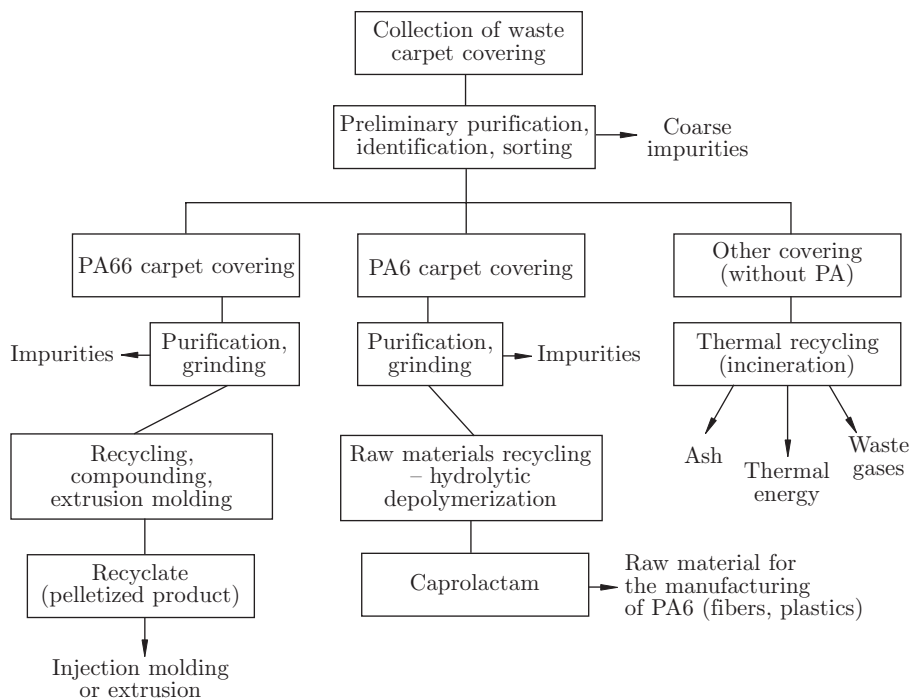 Collection of waste
carpet covering
Preliminary purification,
identification, sorting
Coarse
impurities
PA66 carpet covering
PA6 carpet covering
Other covering
(without PA)
Impurities
Purification,
grinding
Purification,
grinding
Impurities
Thermal recycling
(incineration)
Recycling,
compounding,
extrusion molding
Raw materials recycling
– hydrolytic
depolymerization
Ash
Thermal
energy
Waste
gases
Recyclate
(pelletized product)
Caprolactam
Raw material for
the manufacturing
of PA6 (fibers, plastics)
Injection molding
or extrusion